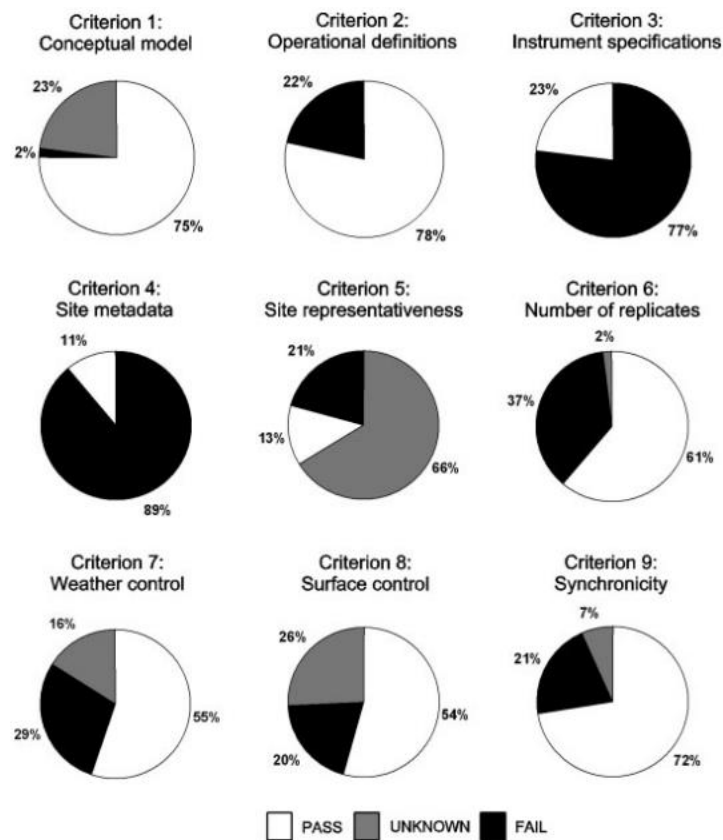 Criterion 1:
Conceptual model
23%
2%
75%
Criterion 2:
Operational definitions
22%
78%
Criterion 3:
Instrument specifications
23%
77%
Criterion 4:
Site metadata
11%
89%
Criterion 5:
Site representativeness
21%
13%
66%
Criterion 6:
Number of replicates
2%
37%
61%
Criterion 7:
Weather control
16%
29%
55%
Criterion 8:
Surface control
26%
20%
54%
Criterion 9:
Synchronicity
7%
21%
72%
PASS UNKNOWN FAIL